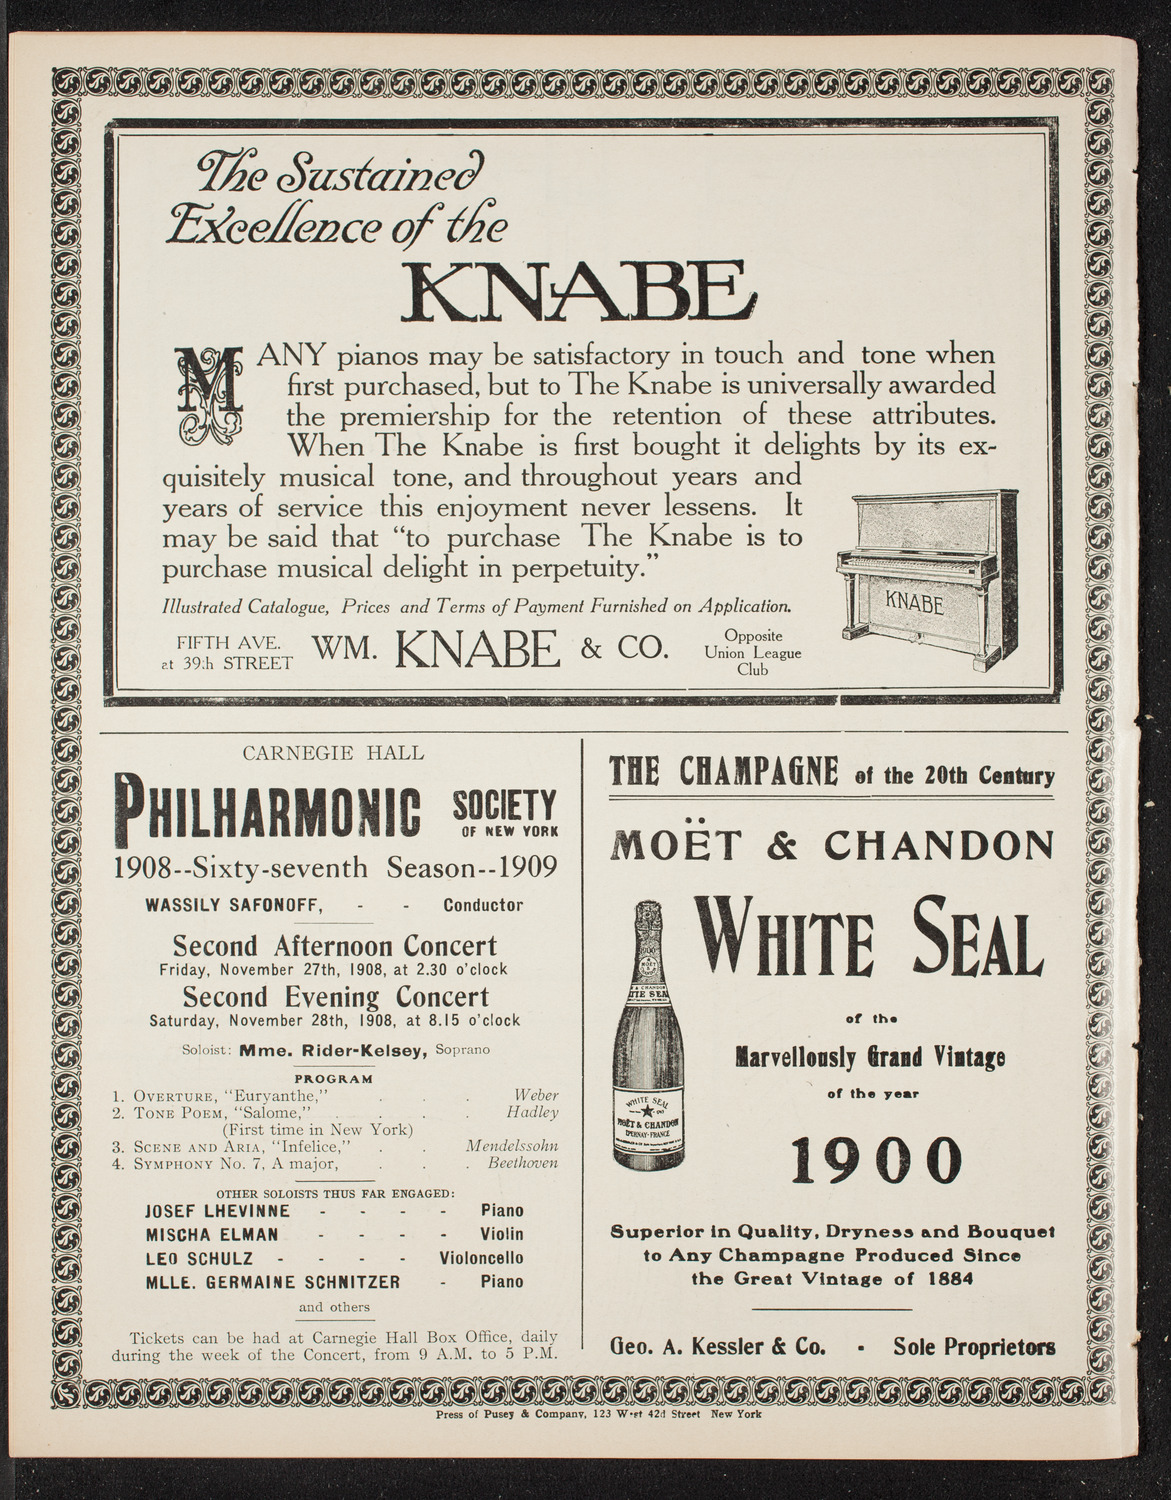 The Sustained
Excellence of the
KNABE
MANY pianos may be satisfactory in touch and tone when
first purchased, but to The Knabe is universally awarded
the premiership for the retention of these attributes.
When The Knabe is first bought it delights by its ex-
quisitely musical tone, and throughout years and
years of service this enjoyment never lessens. It
may be said that “to purchase The Knabe is to
purchase musical delight in perpetuity.”
KNABE
Illustrated Catalogue, Prices and Terms of Payment Furnished on Application.
FIFTH AVE.
at 39th STREET
WM. KNABE & CO.
Opposite
Union League
Club
CARNEGIE HALL
PHILHARMONIC SOCIETY
OF NEW YORK
1908--Sixty-seventh Season--1909
WASSILY SAFONOFF, - - Conductor
Second Afternoon Concert
Friday, November 27th, 1908, at 2.30 o'clock
Second Evening Concert
Saturday, November 28th, 1908, at 8.15 o'clock
Soloist: Mme. Rider-Kelsey, Soprano
PROGRAM
1. OVERTURE, “Euryanthe,” . . . Weber
2. TONE POEM, “Salome,” . . . . Hadley
(First time in New York)
3. SCENE AND ARIA, “Infelice,” . . Mendelssohn
4. SYMPHONY No. 7, A major, . . . Beethoven
OTHER SOLOISTS THUS FAR ENGAGED:
JOSEF LHEVINNE - - - - Piano
MISCHA ELMAN - - - - Violin
LEO SCHULZ - - - - Violoncello
MLLE. GERMAINE SCHNITZER - Piano
and others
Tickets can be had at Carnegie Hall Box Office, daily
during the week of the Concert, from 9 A.M. to 5 P.M.
THE CHAMPAGNE of the 20th Century
MOËT & CHANDON
WHITE SEAL
of the
Marvellously Grand Vintage
of the year
1900
1900
MOËT
& CHANDON
WHITE SEAL
MOËT & CHANDON
EPERNAY-FRANCE
Superior in Quality, Dryness and Bouquet
to Any Champagne Produced Since
the Great Vintage of 1884
Geo. A. Kessler & Co. - Sole Proprietors
Press of Pusey & Company, 123 West 42d Street New York